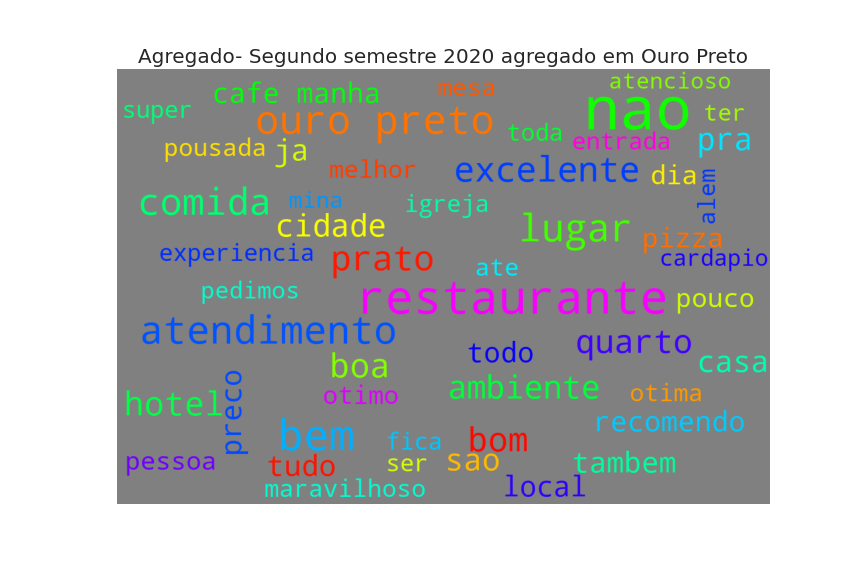 Agregado- Segundo semestre 2020 agregado em Ouro Preto
atencioso
mesa
cafe manha
super
nao
ter
ouro preto
toda
entrada
pra
pousada
ja
melhor
excelente
dia
alem
comida
mina
igreja
cidade
lugar
pizza
experiencia
prato
ate
cardapio
pedimos
restaurante
pouco
atendimento
todo
quarto
boa
casa
hotel
preco
otimo
ambiente
otima
recomendo
bem
fica
bom
pessoa
tudo
ser
sao
tambem
maravilhoso
local